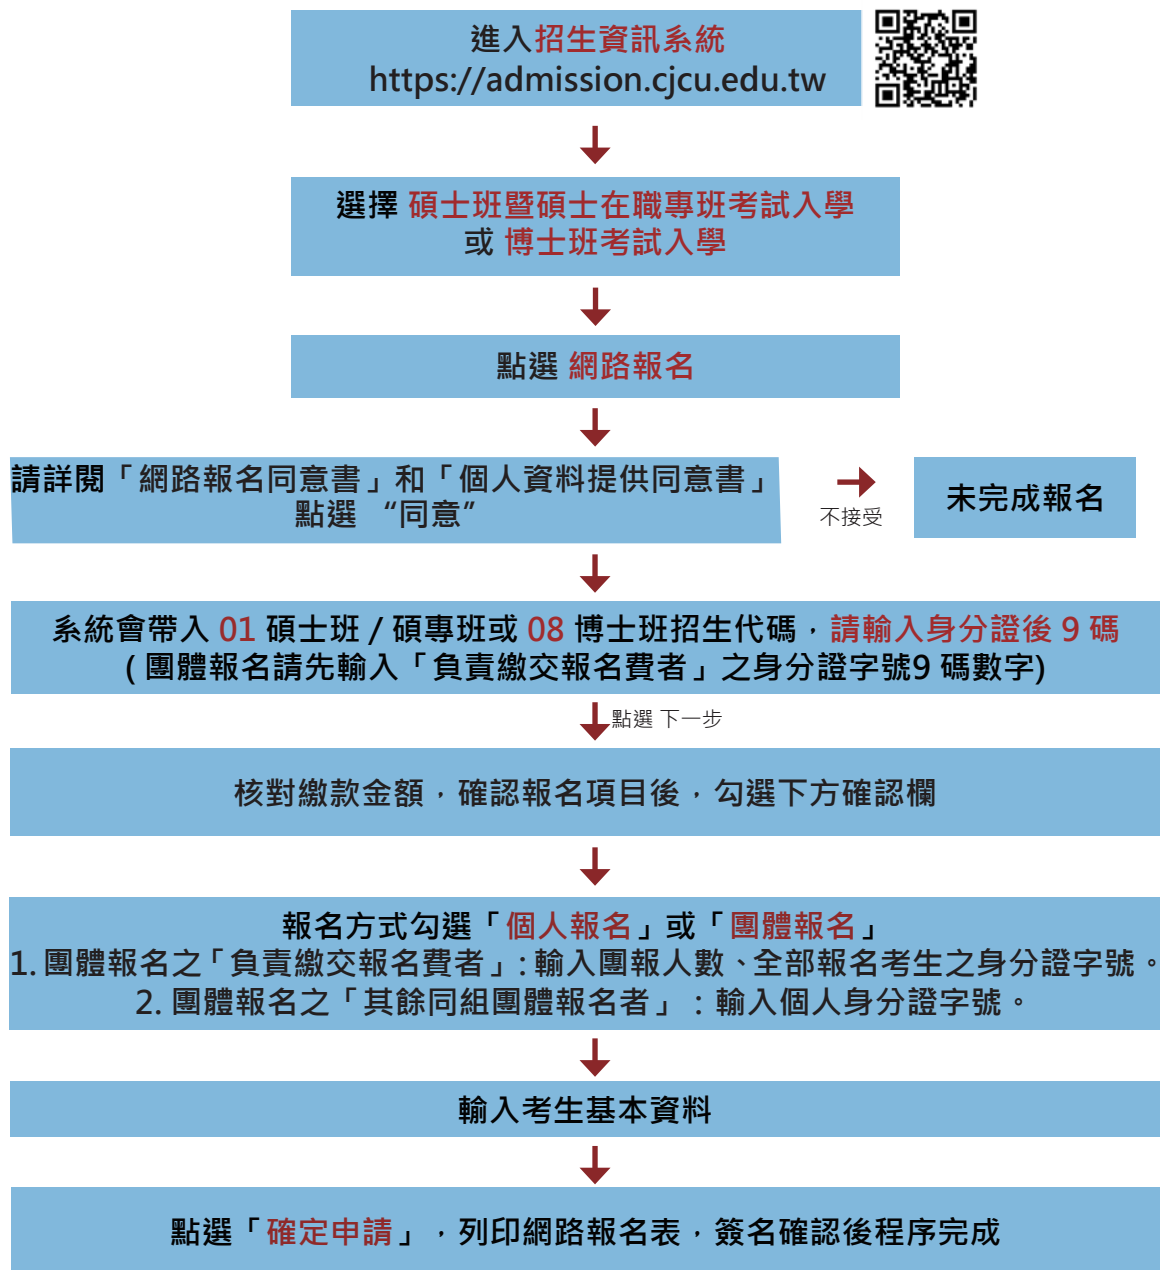 進入招生資訊系統
https://admission.cjcu.edu.tw
選擇 碩士班暨碩士在職專班考試入學
或 博士班考試入學
點選 網路報名
請詳閱「網路報名同意書」和「個人資料提供同意書」
點選 “同意”
不接受
未完成報名
系統會帶入 01 碩士班 / 碩專班或 08 博士班招生代碼，請輸入身分證後 9 碼
( 團體報名請先輸入「負責繳交報名費者」之身分證字號9 碼數字)
點選 下一步
核對繳款金額，確認報名項目後，勾選下方確認欄
報名方式勾選「個人報名」或「團體報名」
1. 團體報名之「負責繳交報名費者」: 輸入團報人數、全部報名考生之身分證字號。
2. 團體報名之「其餘同組團體報名者」：輸入個人身分證字號。
輸入考生基本資料
點選「確定申請」，列印網路報名表，簽名確認後程序完成